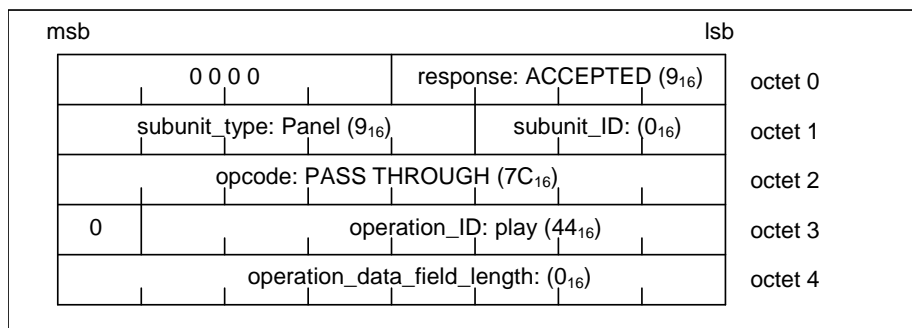 msb lsb
0 0 0 0 response: ACCEPTED (9₁₆) octet 0
subunit_type: Panel (9₁₆) subunit_ID: (0₁₆) octet 1
opcode: PASS THROUGH (7C₁₆) octet 2
0 operation_ID: play (44₁₆) octet 3
operation_data_field_length: (0₁₆) octet 4